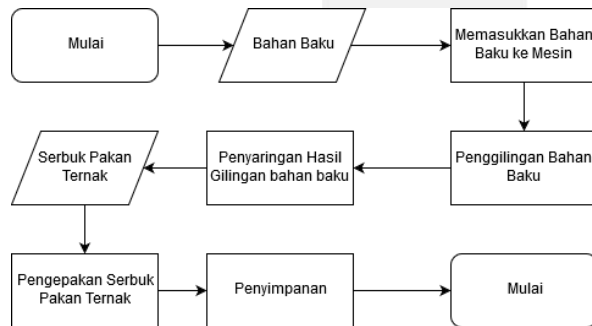 Mulai
Bahan Baku
Memasukkan Bahan
Baku ke Mesin
Penggilingan Bahan
Baku
Penyaringan Hasil
Gilingan bahan baku
Serbuk Pakan
Ternak
Pengepakan Serbuk
Pakan Ternak
Penyimpanan
Mulai